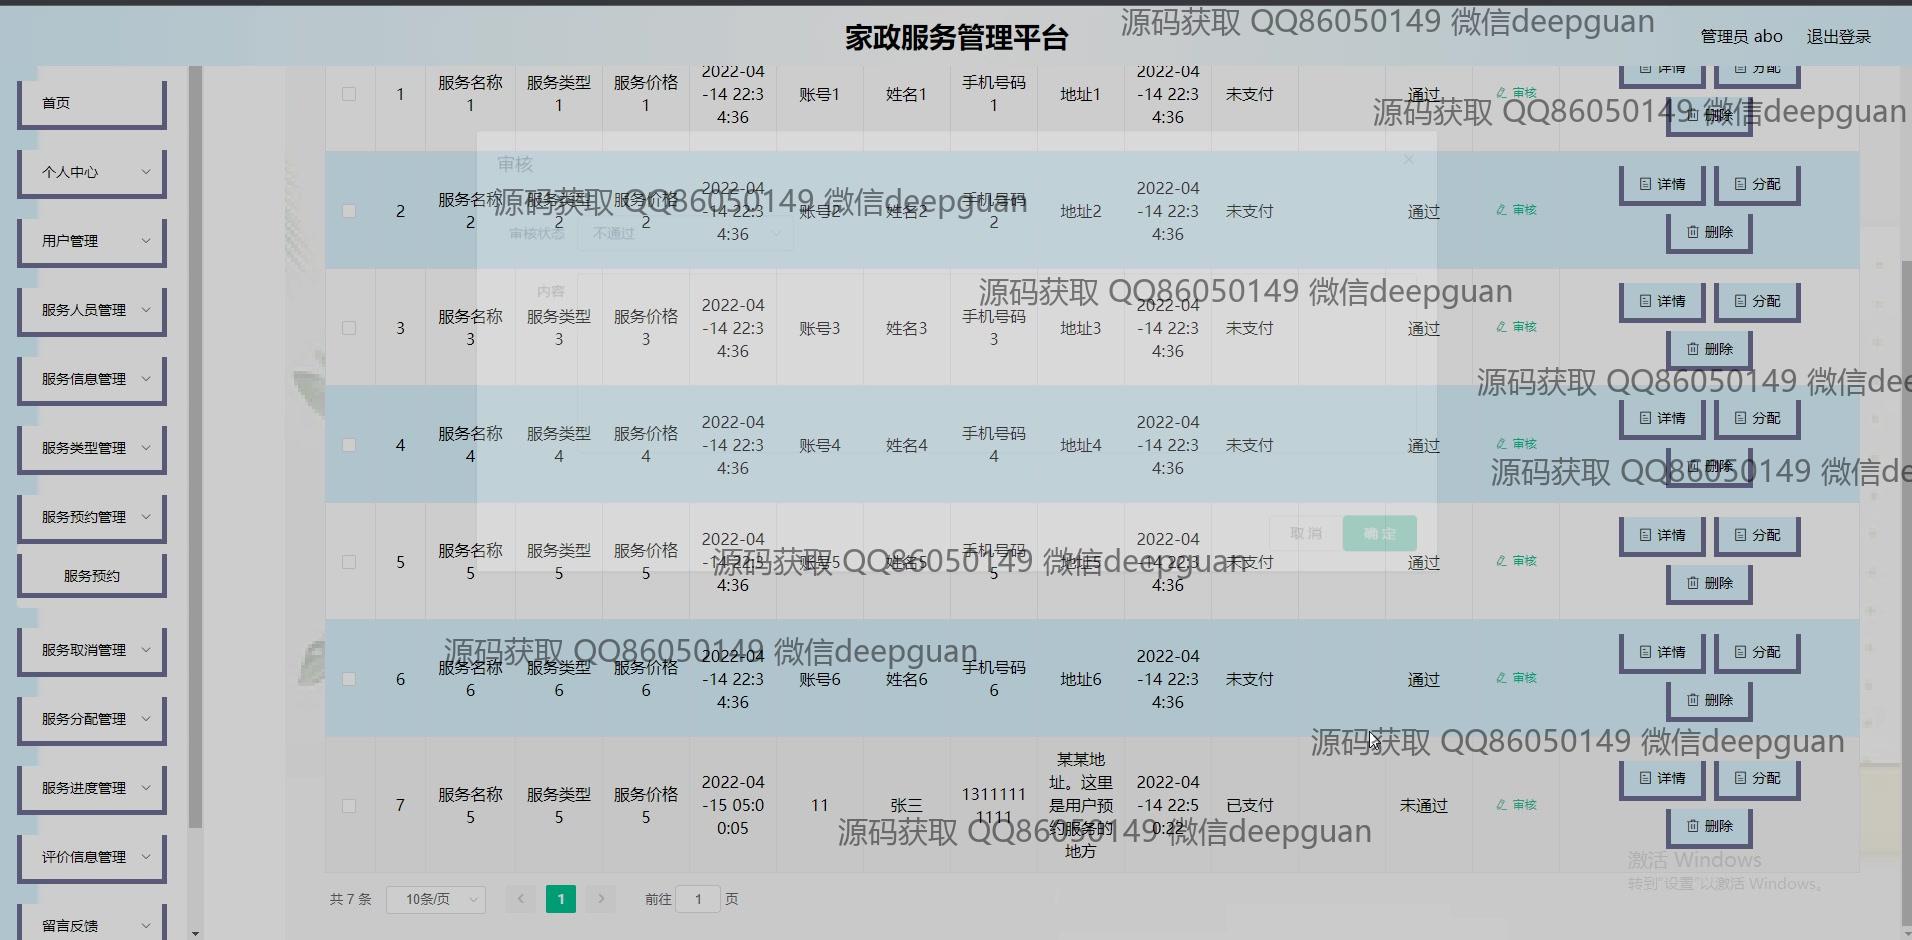 家政服务管理平台
源码获取 QQ86050149 微信deepguan
管理员 abo
退出登录
首页
个人中心
用户管理
服务人员管理
服务信息管理
服务类型管理
服务预约管理
服务预约
服务取消管理
服务分配管理
服务进度管理
评价信息管理
留言反馈
1 服务名称1 服务类型1 服务价格1 2022-04-14 22:34:36 账号1 姓名1 手机号码1 地址1 2022-04-14 22:34:36 未支付 通过 审核 详情 分配 删除
源码获取 QQ86050149 微信deepguan
审核
2 服务名称2 服务类型2 服务价格2 2022-04-14 22:34:36 账号2 姓名2 手机号码2 地址2 2022-04-14 22:34:36 未支付 通过 审核 详情 分配 删除
源码获取 QQ86050149 微信deepguan
审核状态 不通过
内容
源码获取 QQ86050149 微信deepguan
3 服务名称3 服务类型3 服务价格3 2022-04-14 22:34:36 账号3 姓名3 手机号码3 地址3 2022-04-14 22:34:36 未支付 通过 审核 详情 分配 删除
源码获取 QQ86050149 微信dee
4 服务名称4 服务类型4 服务价格4 2022-04-14 22:34:36 账号4 姓名4 手机号码4 地址4 2022-04-14 22:34:36 未支付 通过 审核 详情 分配 删除
源码获取 QQ86050149 微信de
取消 确定
5 服务名称5 服务类型5 服务价格5 2022-04-14 22:34:36 账号5 姓名5 手机号码5 地址5 2022-04-14 22:34:36 未支付 通过 审核 详情 分配 删除
源码获取 QQ86050149 微信deepguan
源码获取 QQ86050149 微信deepguan
6 服务名称6 服务类型6 服务价格6 2022-04-14 22:34:36 账号6 姓名6 手机号码6 地址6 2022-04-14 22:34:36 未支付 通过 审核 详情 分配 删除
源码获取 QQ86050149 微信deepguan
7 服务名称5 服务类型5 服务价格5 2022-04-15 05:00:05 11 张三 13111111111 某某地址。这里是用户预约服务的地方 2022-04-14 22:50:22 已支付 未通过 审核 详情 分配 删除
源码获取 QQ86050149 微信deepguan
激活 Windows
转到"设置"以激活 Windows。
共 7 条 10条/页 1 前往 1 页